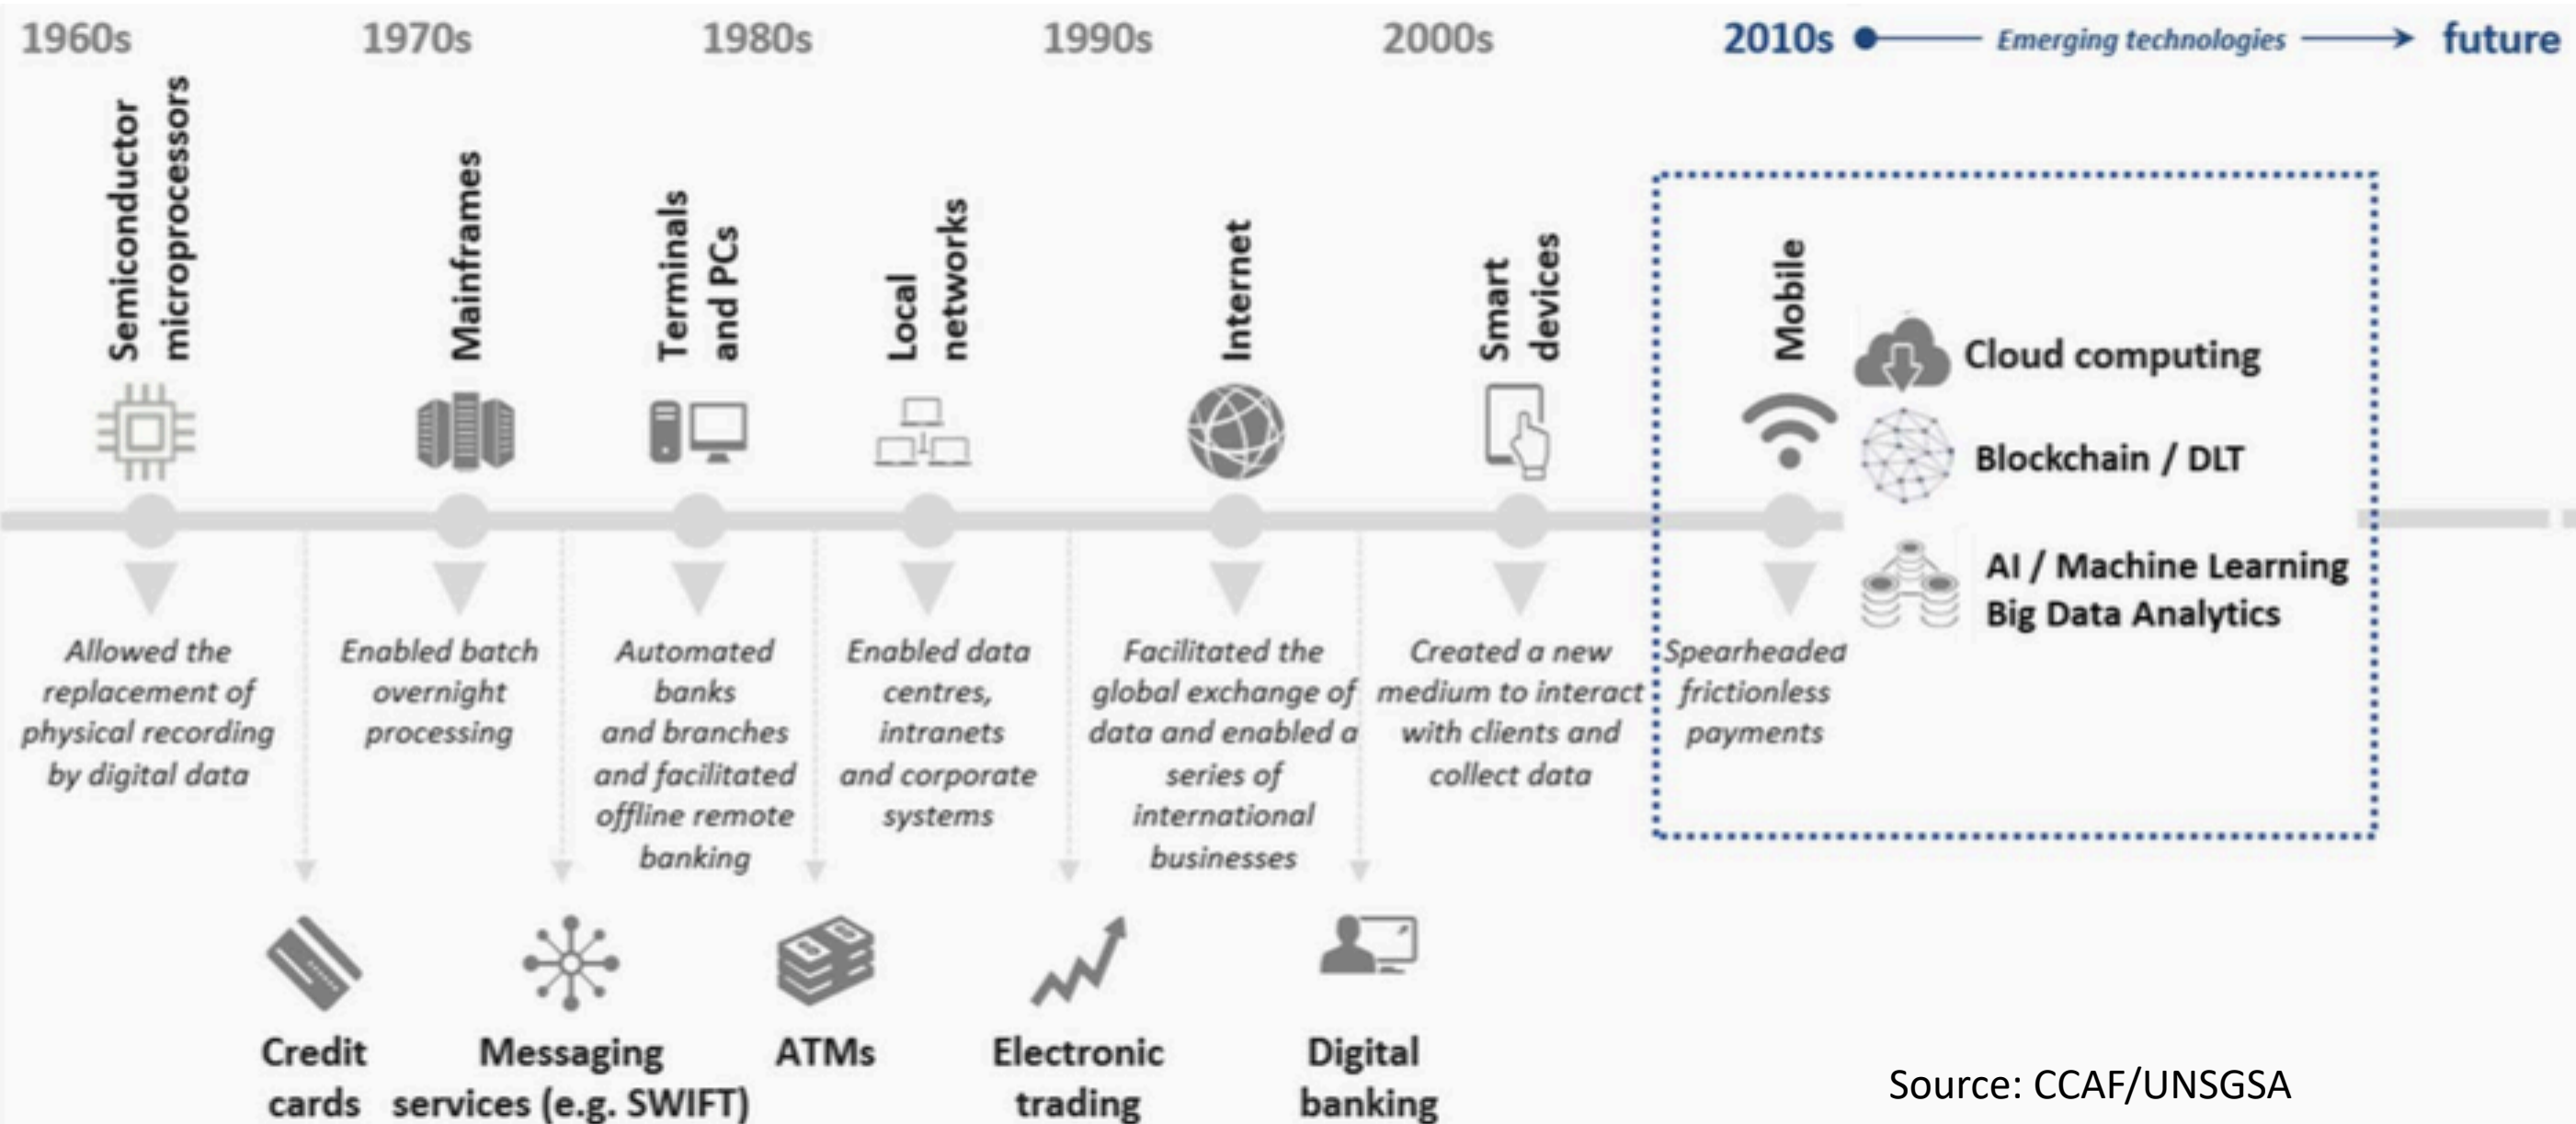 1960s
1970s
1980s
1990s
2000s
2010s
Emerging technologies
future
Semiconductor
microprocessors
Mainframes
Terminals
and PCs
Local
networks
Internet
Smart
devices
Mobile
Cloud computing
Blockchain / DLT
AI / Machine Learning
Big Data Analytics
Allowed the
replacement of
physical recording
by digital data
Enabled batch
overnight
processing
Automated
banks
and branches
and facilitated
offline remote
banking
Enabled data
centres,
intranets
and corporate
systems
Facilitated the
global exchange of
data and enabled a
series of
international
businesses
Created a new
medium to interact
with clients and
collect data
Spearheaded
frictionless
payments
Credit
cards
Messaging
services (e.g. SWIFT)
ATMs
Electronic
trading
Digital
banking
Source: CCAF/UNSGSA